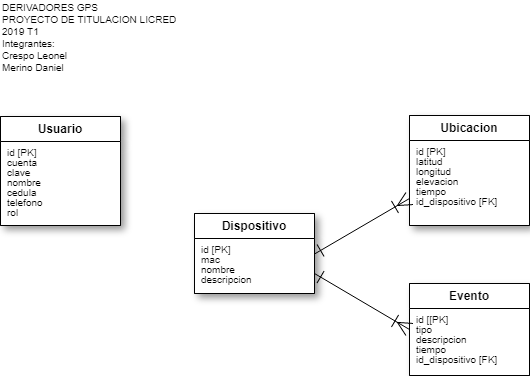 DERIVADORES GPS
PROYECTO DE TITULACION LICRED
2019 T1
Integrantes:
Crespo Leonel
Merino Daniel
Usuario
id [PK]
cuenta
clave
nombre
cedula
telefono
rol
Dispositivo
id [PK]
mac
nombre
descripcion
Ubicacion
id [PK]
latitud
longitud
elevacion
tiempo
id_dispositivo [FK]
Evento
id [[PK]
tipo
descripcion
tiempo
id_dispositivo [FK]